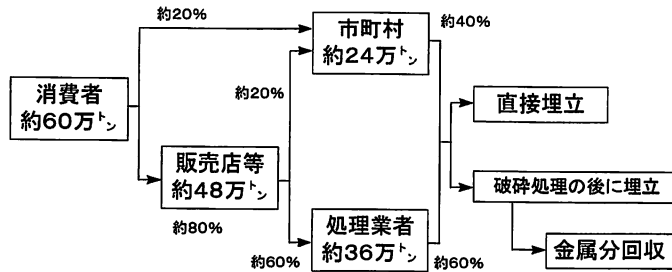 約20%
市町村
約24万トン
約40%
消費者
約60万トン
約20%
直接埋立
販売店等
約48万トン
破砕処理の後に埋立
約80%
処理業者
約36万トン
約60%
約60%
金属分回収